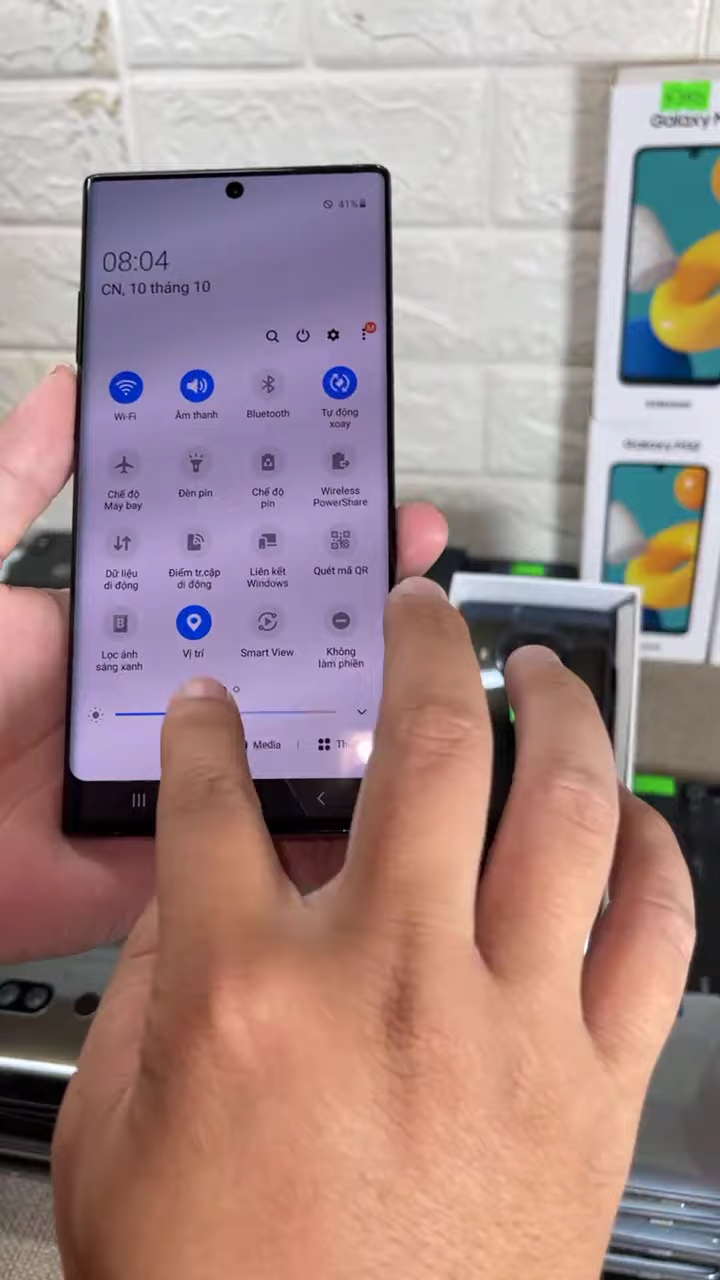 41%
08:04
CN, 10 tháng 10
M
Wi-Fi
Âm thanh
Bluetooth
Tự động
xoay
Chế độ
Máy bay
Đèn pin
Chế độ
pin
Wireless
PowerShare
Dữ liệu
di động
Điểm tr.cập
di động
Liên kết
Windows
Quét mã QR
Lọc ánh
sáng xanh
Vị trí
Smart View
Không
làm phiền
Media
Galaxy
Galaxy